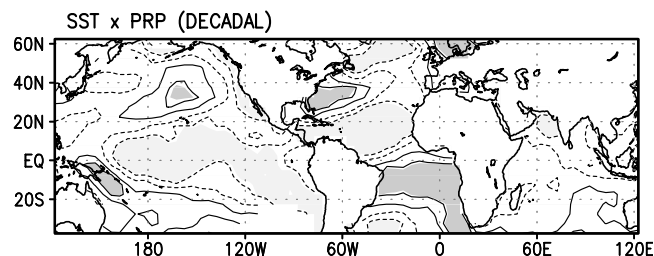 SST x PRP (DECADAL)
60N
40N
20N
EQ
20S
180 120W 60W 0 60E 120E